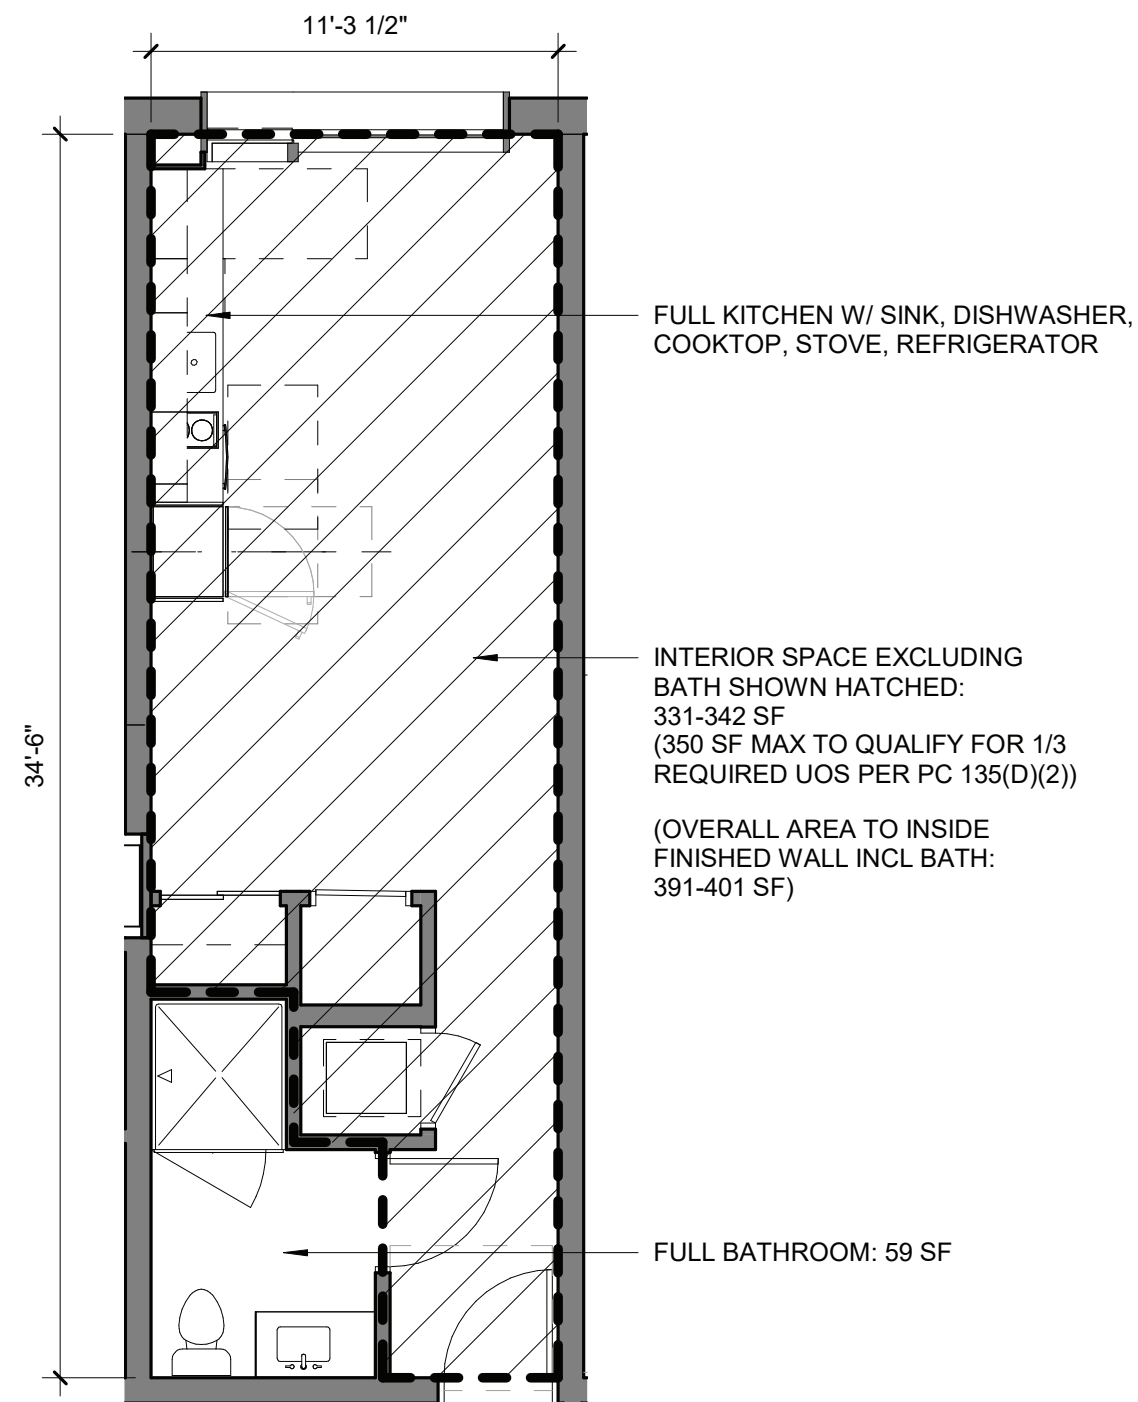 11'-3 1/2"
34'-6"
FULL KITCHEN W/ SINK, DISHWASHER,
COOKTOP, STOVE, REFRIGERATOR
INTERIOR SPACE EXCLUDING
BATH SHOWN HATCHED:
331-342 SF
(350 SF MAX TO QUALIFY FOR 1/3
REQUIRED UOS PER PC 135(D)(2))
(OVERALL AREA TO INSIDE
FINISHED WALL INCL BATH:
391-401 SF)
FULL BATHROOM: 59 SF